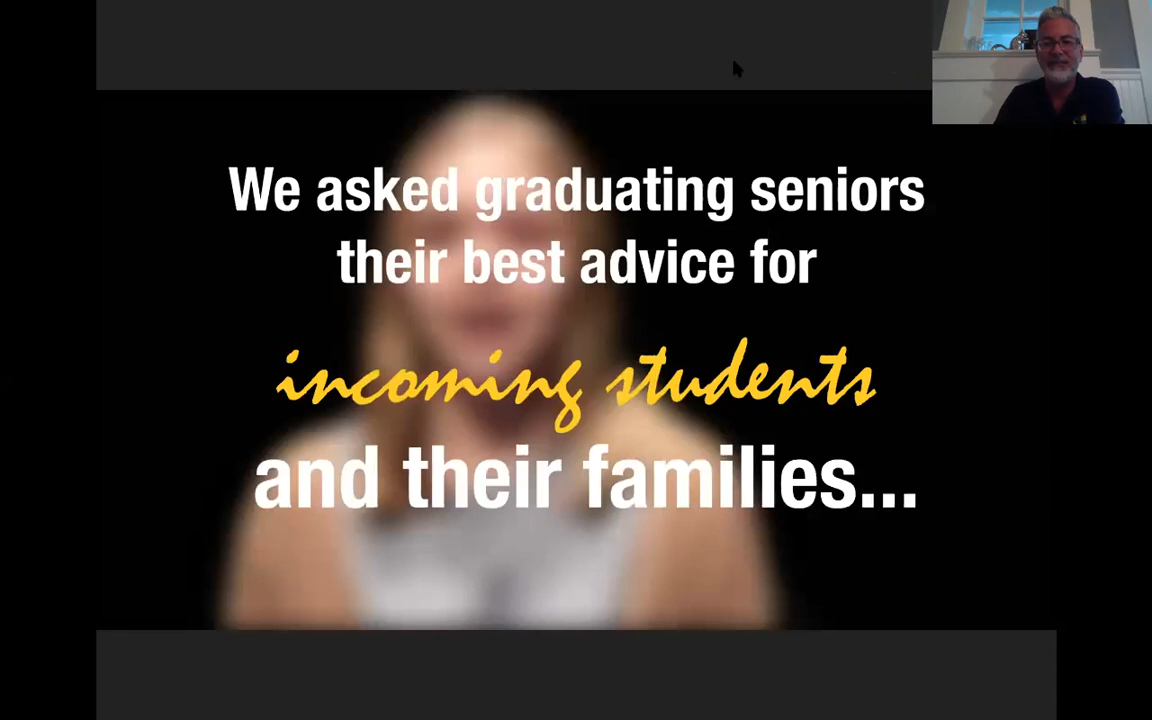 We asked graduating seniors
their best advice for
incoming students
and their families...